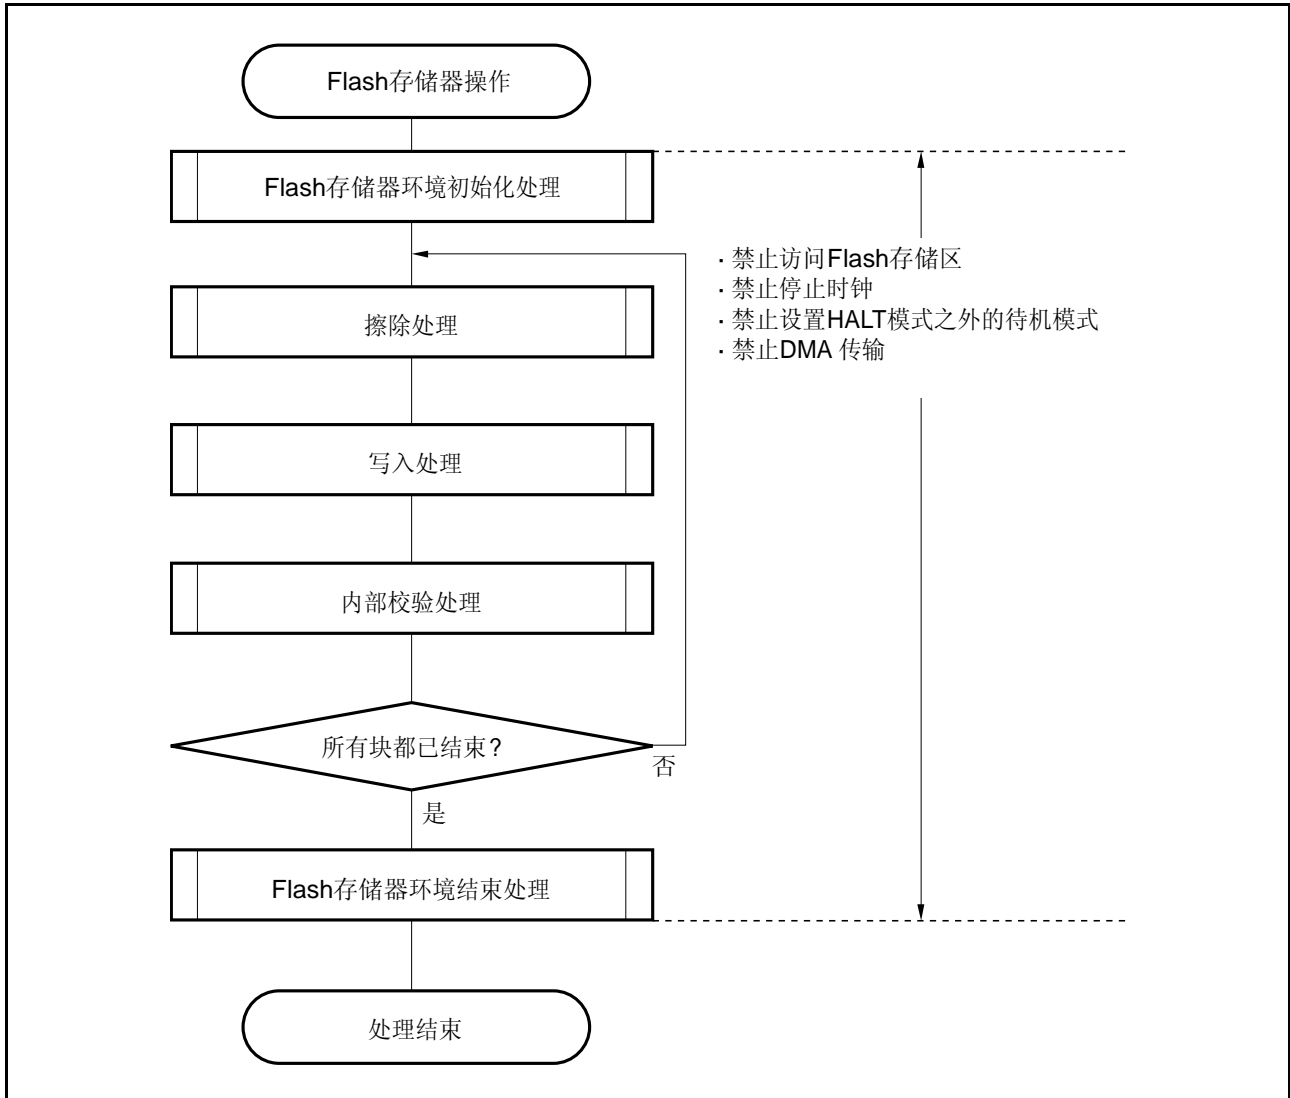 Flash存储器操作
Flash存储器环境初始化处理
· 禁止访问Flash存储区
· 禁止停止时钟
· 禁止设置HALT模式之外的待机模式
· 禁止DMA 传输
擦除处理
写入处理
内部校验处理
所有块都已结束?
否
是
Flash存储器环境结束处理
处理结束